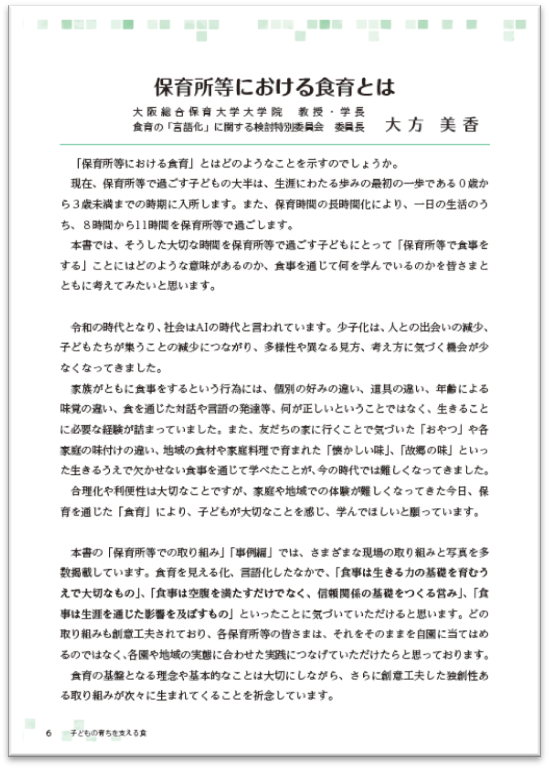 保育所等における食育とは
大阪総合保育大学大学院　教授・学長
食育の「言語化」に関する検討特別委員会　委員長　大方　美香
「保育所等における食育」とはどのようなことを示すのでしょうか。
現在、保育所等で過ごす子どもの大半は、生涯にわたる歩みの最初の一歩である０歳か
ら３歳未満までの時期に入所します。また、保育時間の長時間化により、一日の生活のう
ち、８時間から11時間を保育所等で過ごします。
本書では、そうした大切な時間を保育所等で過ごす子どもにとって「保育所等で食事を
する」ことにはどのような意味があるのか、食事を通じて何を学んでいるのかを皆さまと
ともに考えてみたいと思います。
令和の時代となり、社会はAIの時代と言われています。少子化は、人との出会いの減少、
子どもたちが集うことの減少につながり、多様性や異なる見方、考え方に気づく機会が少
なくなってきました。
家族がともに食事をするという行為には、個別の好みの違い、道具の違い、年齢による
味覚の違い、食を通じた対話や言語の発達等、何が正しいということではなく、生きること
に必要な経験が詰まっていました。また、友だちの家に行くことで気づいた「おやつ」や各
家庭の味付けの違い、地域の食材や家庭料理で育まれた「懐かしい味」、「故郷の味」といっ
た生きるうえで欠かせない食事を通じて学べたことが、今の時代では難しくなってきました。
合理化や利便性は大切なことですが、家庭や地域での体験が難しくなってきた今日、保
育を通じた「食育」により、子どもが大切なことを感じ、学んでほしいと願っています。
本書の「保育所等での取り組み」「事例編」では、さまざまな現場の取り組みと写真を多
数掲載しています。食育を見える化、言語化したなかで、「食事は生きる力の基礎を育むう
えで大切なもの」、「食事は空腹を満たすだけでなく、信頼関係の基礎をつくる営み」、「食
事は生涯を通じた影響を及ぼすもの」といったことに気づいていただけると思います。どの
取り組みも創意工夫されており、各保育所等の皆さまは、それをそのままを自園に当てはめ
るのではなく、各園や地域の実態に合わせた実践につなげていただけたらと思っております。
食育の基盤となる理念や基本的なことは大切にしながら、さらに創意工夫した独創性あ
る取り組みが次々に生まれてくることを祈念しています。
6　子どもの育ちを支える食